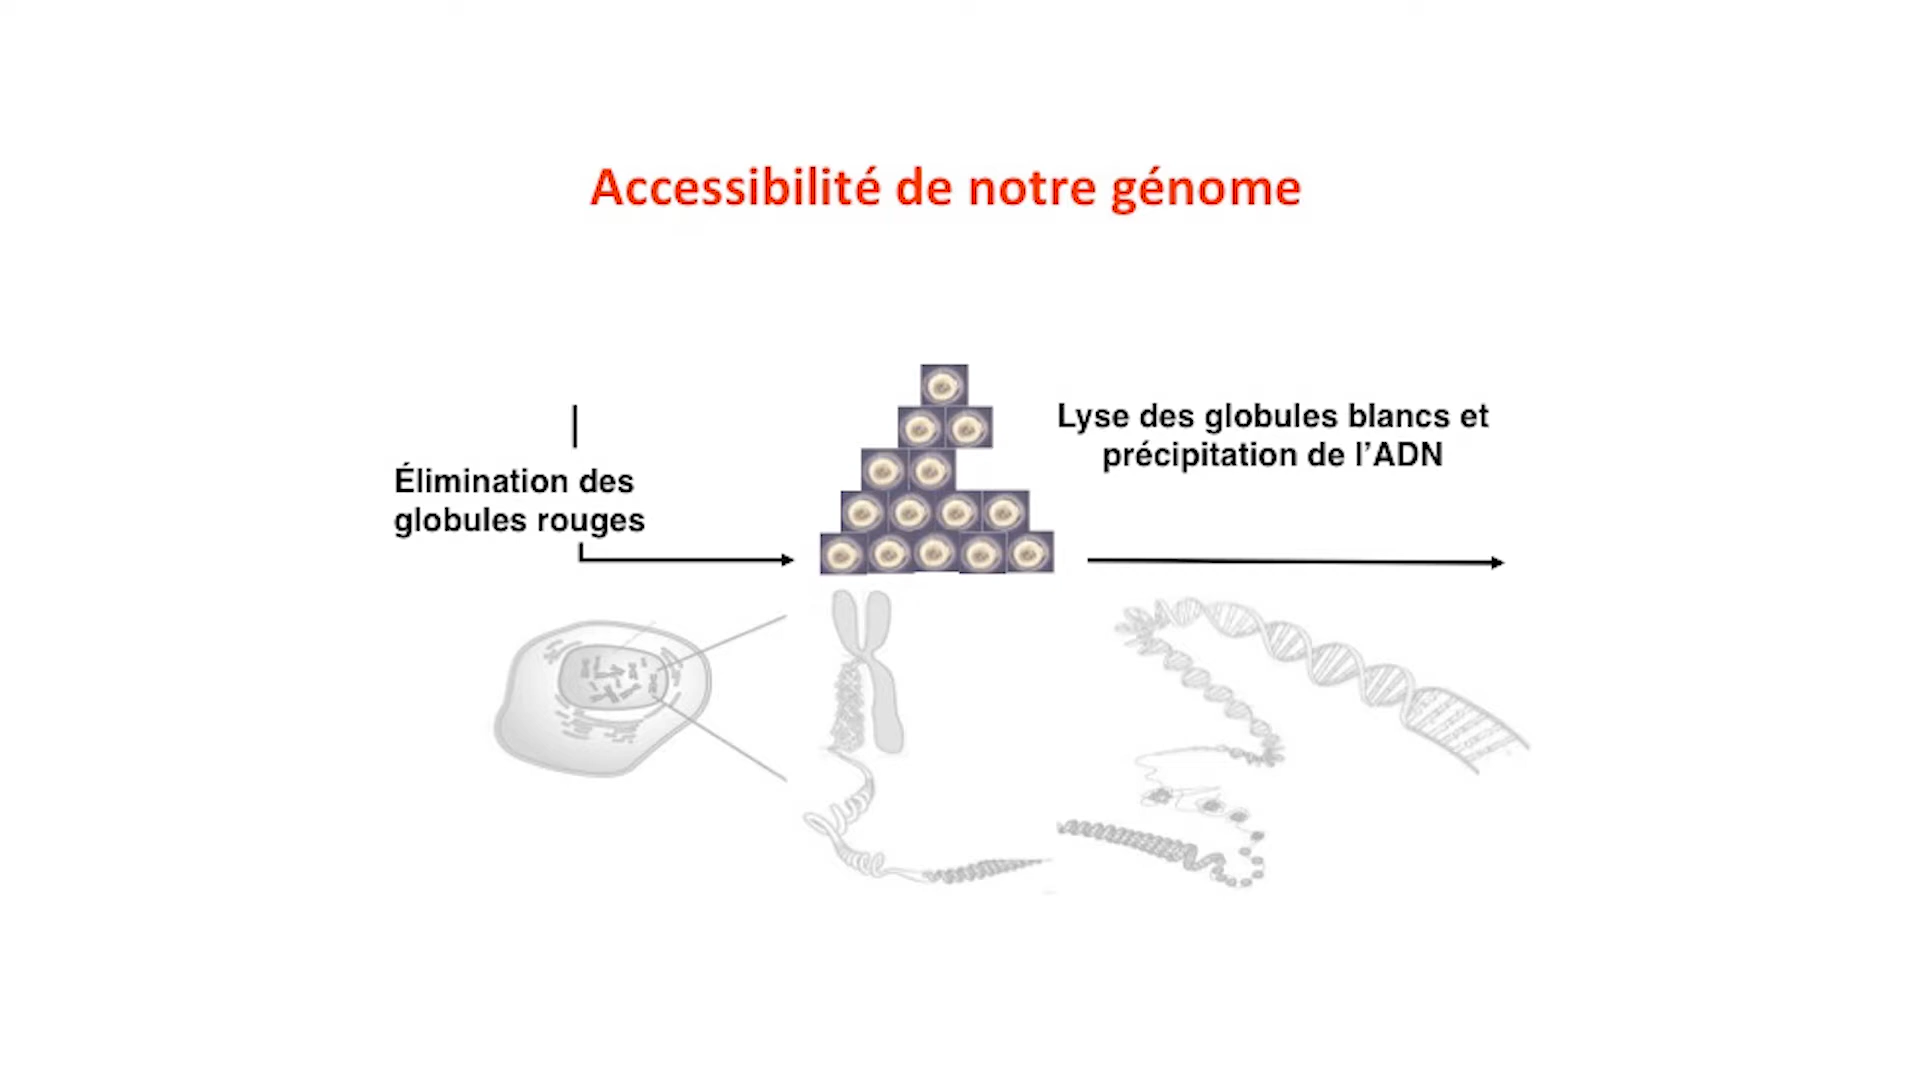 Accessibilité de notre génome
Lyse des globules blancs et
précipitation de l’ADN
Élimination des
globules rouges